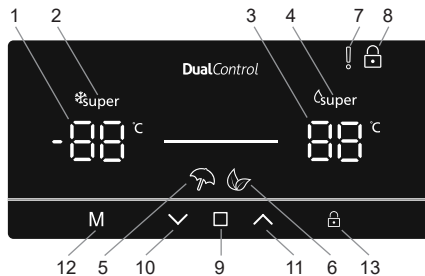 1 2 3 4 7 8
DualControl
super super
-88 °C 88 °C
M
12 5 10 9 11 6 13